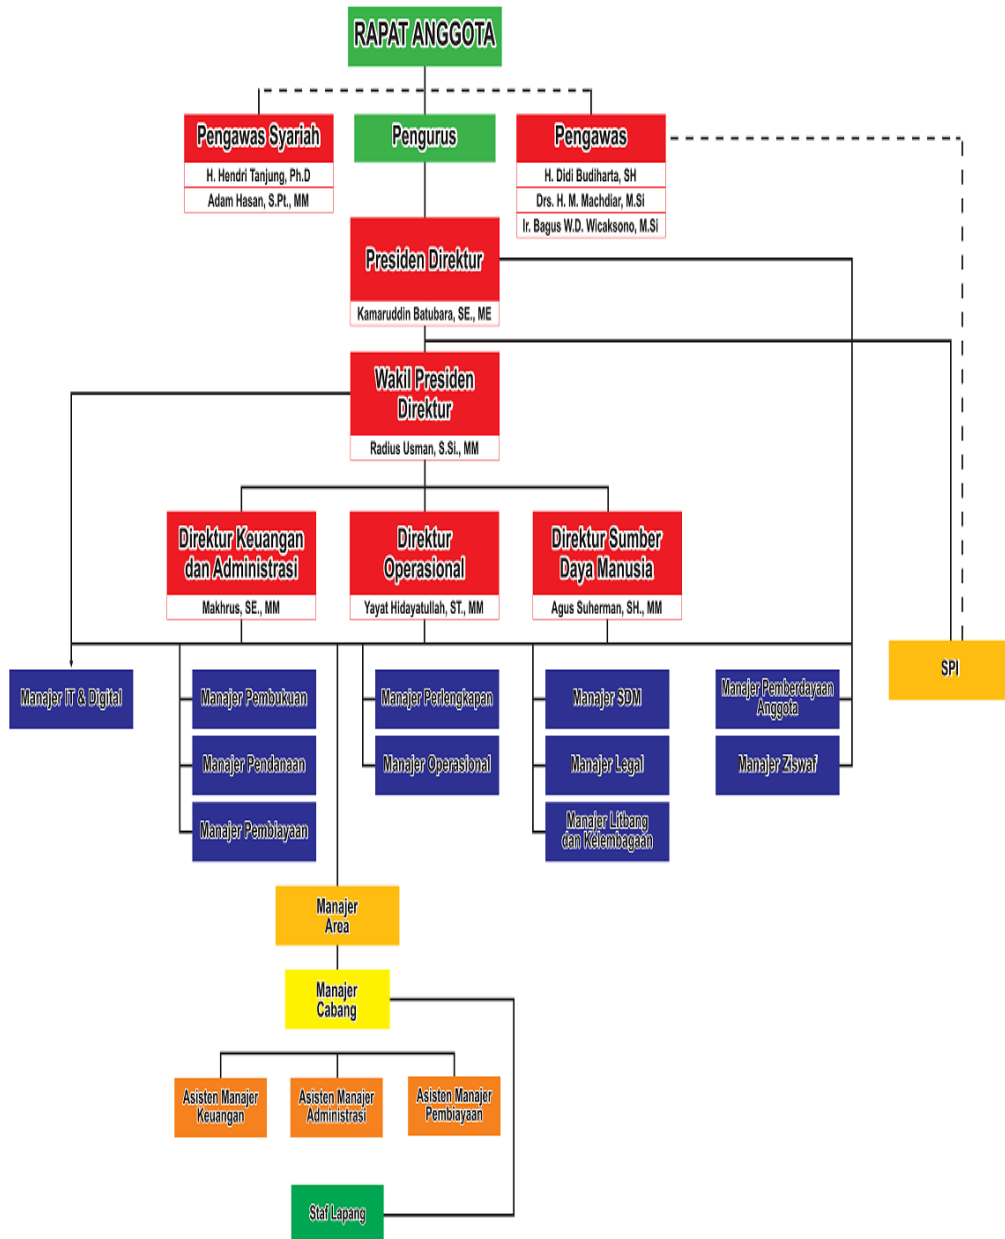 RAPAT ANGGOTA
Pengawas Syariah
H. Hendri Tanjung, Ph.D
Adam Hasan, S.Pt., MM
Pengurus
Pengawas
H. Didi Budiharta, SH
Drs. H. M. Machdiar, M.Si
Ir. Bagus W.D. Wicaksono, M.Si
Presiden Direktur
Kamaruddin Batubara, SE., ME
Wakil Presiden
Direktur
Radius Usman, S.Si., MM
Direktur Keuangan
dan Administrasi
Makhrus, SE., MM
Direktur
Operasional
Yayat Hidayatullah, ST., MM
Direktur Sumber
Daya Manusia
Agus Suherman, SH., MM
SPI
Manajer IT & Digital
Manajer Pembukuan
Manajer Pendanaan
Manajer Pembiayaan
Manajer Perlengkapan
Manajer Operasional
Manajer SDM
Manajer Legal
Manajer Litbang
dan Kelembagaan
Manajer Pemberdayaan
Anggota
Manajer Ziswaf
Manajer
Area
Manajer
Cabang
Asisten Manajer
Keuangan
Asisten Manajer
Administrasi
Asisten Manajer
Pembiayaan
Staf Lapang